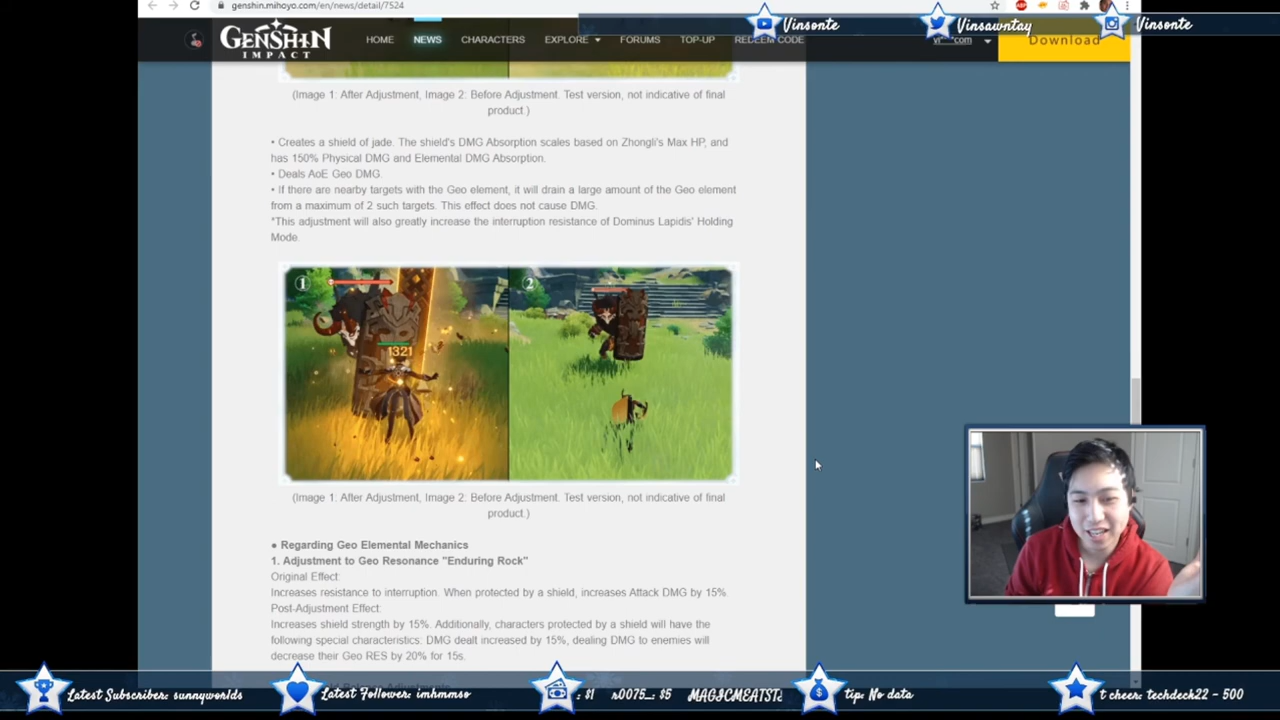 genshin.mihoyo.com/en/news/detail/7524
GENSHIN
IMPACT
HOME NEWS CHARACTERS EXPLORE FORUMS TOP-UP REDEEM CODE
Vinsonte Vinsawntay Vinsonte
vi****com
Download
(Image 1: After Adjustment, Image 2: Before Adjustment. Test version, not indicative of final
product.)
• Creates a shield of jade. The shield's DMG Absorption scales based on Zhongli's Max HP, and
has 150% Physical DMG and Elemental DMG Absorption.
• Deals AoE Geo DMG.
• If there are nearby targets with the Geo element, it will drain a large amount of the Geo element
from a maximum of 2 such targets. This effect does not cause DMG.
*This adjustment will also greatly increase the interruption resistance of Dominus Lapidis' Holding
Mode.
1 2
1321
(Image 1: After Adjustment, Image 2: Before Adjustment. Test version, not indicative of final
product.)
● Regarding Geo Elemental Mechanics
1. Adjustment to Geo Resonance "Enduring Rock"
Original Effect:
Increases resistance to interruption. When protected by a shield, increases Attack DMG by 15%.
Post-Adjustment Effect:
Increases shield strength by 15%. Additionally, characters protected by a shield will have the
following special characteristics: DMG dealt increased by 15%, dealing DMG to enemies will
decrease their Geo RES by 20% for 15s.
Latest Subscriber: sunnyworlds Latest Follower: imhmmso : $1 r0075_: $5 MAGICMEATST tip: No data t cheer: techdeck22 - 500